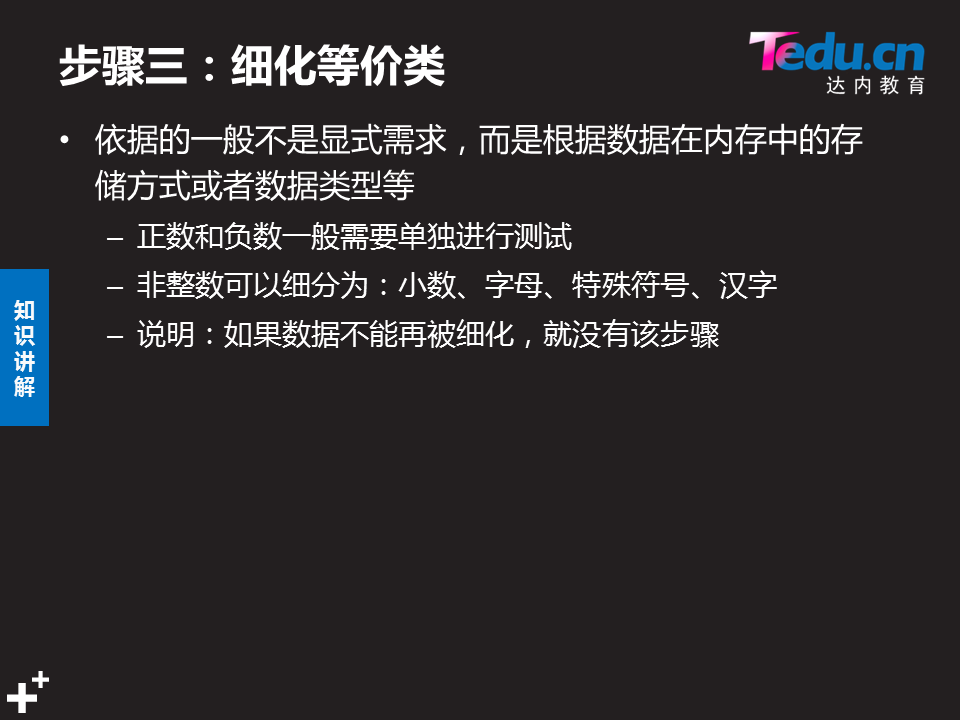 步骤三：细化等价类
Tedu.cn
达内教育
• 依据的一般不是显式需求，而是根据数据在内存中的存
储方式或者数据类型等
– 正数和负数一般需要单独进行测试
– 非整数可以细分为：小数、字母、特殊符号、汉字
– 说明：如果数据不能再被细化，就没有该步骤
知
识
讲
解